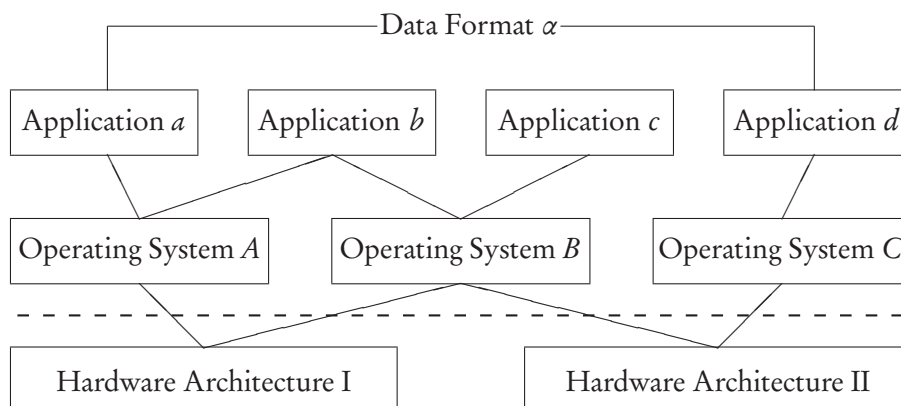 Data Format α
Application a
Application b
Application c
Application d
Operating System A
Operating System B
Operating System C
Hardware Architecture I
Hardware Architecture II